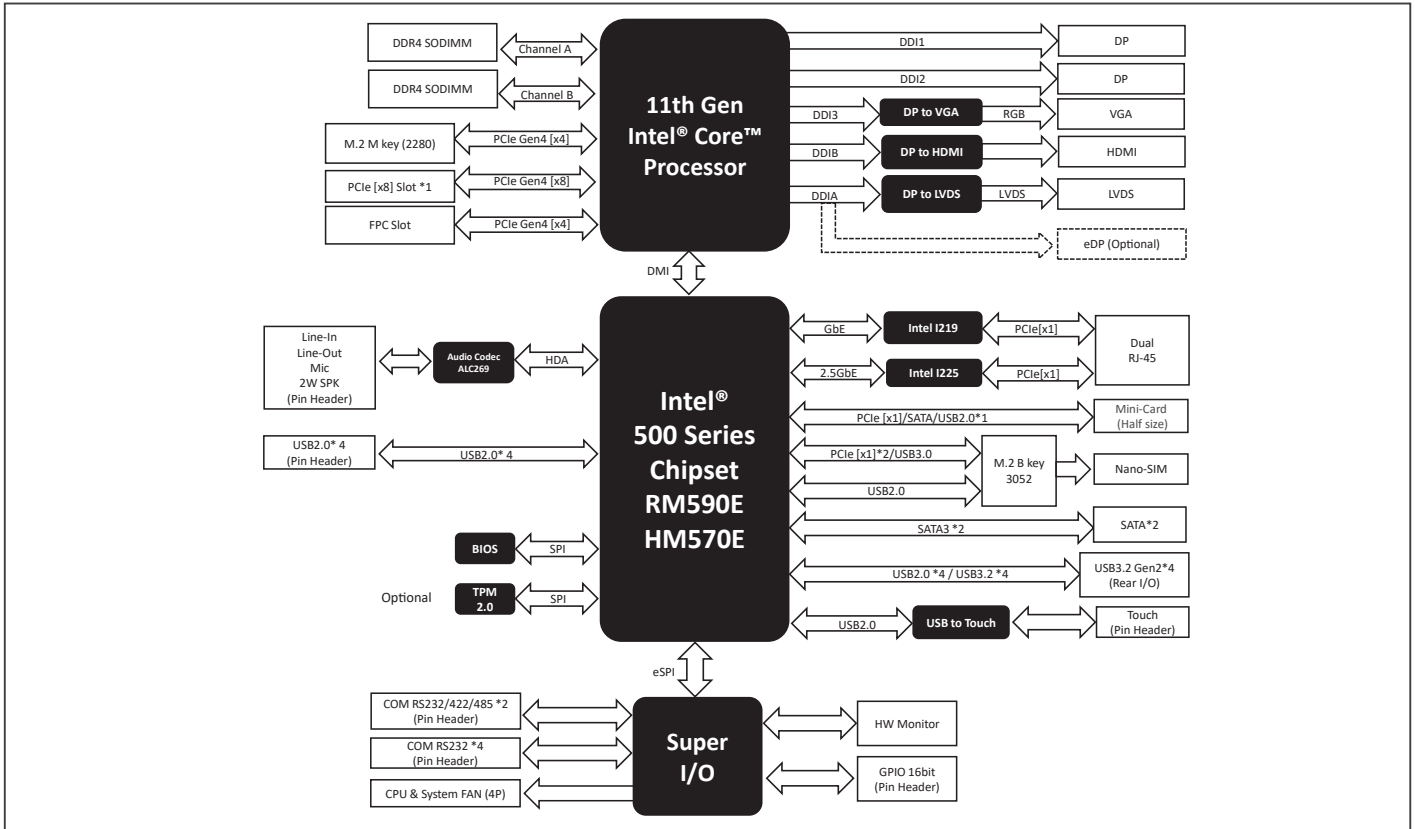 DDR4 SODIMM
Channel A
DDR4 SODIMM
Channel B
M.2 M key (2280)
PCIe Gen4 [x4]
PCIe [x8] Slot *1
PCIe Gen4 [x8]
FPC Slot
PCIe Gen4 [x4]
11th Gen
Intel® Core™
Processor
DDI1
DP
DDI2
DP
DDI3
DP to VGA
RGB
VGA
DDIB
DP to HDMI
HDMI
DDIA
DP to LVDS
LVDS
LVDS
eDP (Optional)
DMI
Line-In
Line-Out
Mic
2W SPK
(Pin Header)
Audio Codec
ALC269
HDA
USB2.0* 4
(Pin Header)
USB2.0* 4
BIOS
SPI
Optional
TPM
2.0
SPI
Intel®
500 Series
Chipset
RM590E
HM570E
GbE
Intel I219
PCIe[x1]
2.5GbE
Intel I225
PCIe[x1]
Dual
RJ-45
PCIe [x1]/SATA/USB2.0*1
Mini-Card
(Half size)
PCIe [x1]*2/USB3.0
USB2.0
M.2 B key
3052
Nano-SIM
SATA3 *2
SATA*2
USB2.0 *4 / USB3.2 *4
USB3.2 Gen2*4
(Rear I/O)
USB2.0
USB to Touch
Touch
(Pin Header)
eSPI
COM RS232/422/485 *2
(Pin Header)
COM RS232 *4
(Pin Header)
CPU & System FAN (4P)
Super
I/O
HW Monitor
GPIO 16bit
(Pin Header)